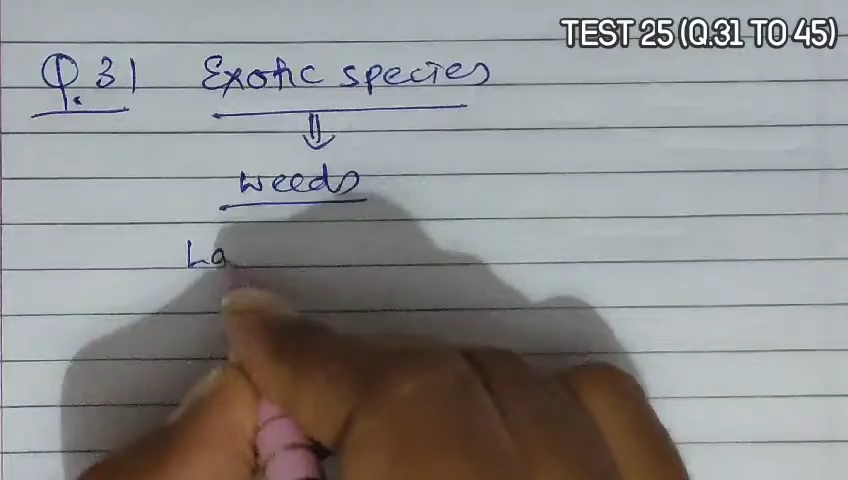 TEST 25 (Q.31 TO 45)
Q.31 Exotic species
⇓
weeds
La